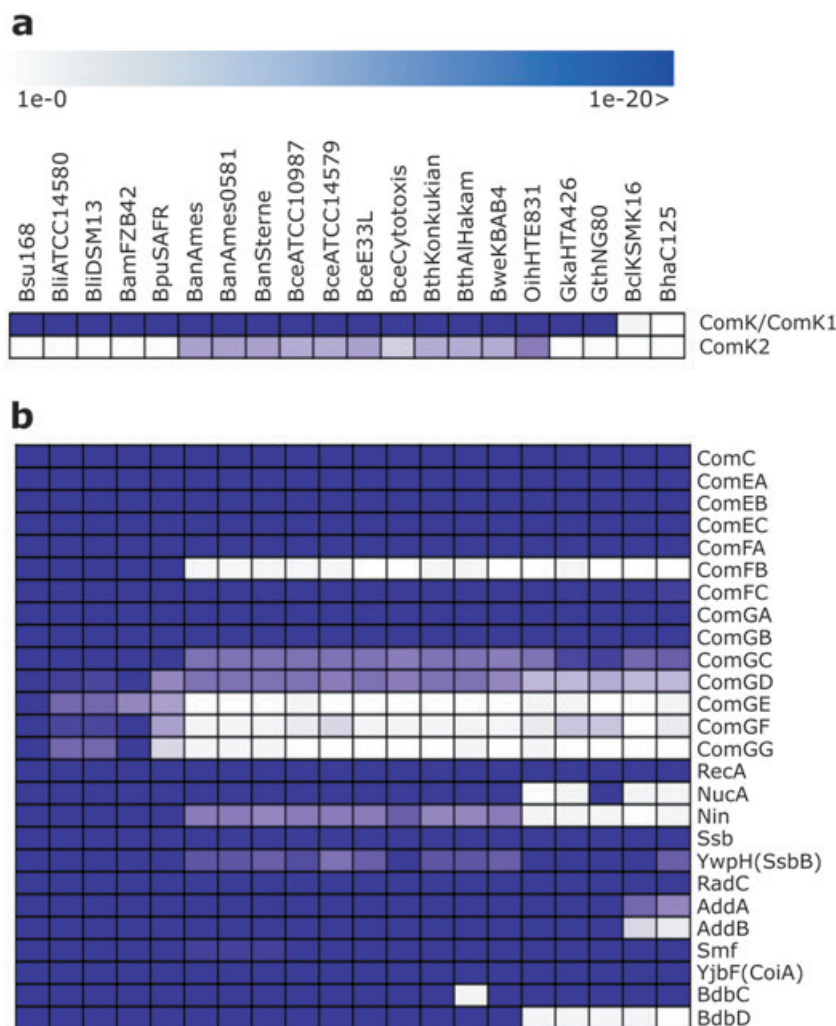 a
1e-0
1e-20>
Bsu168
BliATCC14580
BliDSM13
BamFZB42
BpuSAFR
BanAmes
BanAmes0581
BanSterne
BceATCC10987
BceATCC14579
BceE33L
BceCytotoxis
BthKonkukian
BthAlHakam
BweKBAB4
OihHTE831
GkaHTA426
GthNG80
BclKSMK16
BhaC125
ComK/ComK1
ComK2
b
ComC
ComEA
ComEB
ComEC
ComFA
ComFB
ComFC
ComGA
ComGB
ComGC
ComGD
ComGE
ComGF
ComGG
RecA
NucA
Nin
Ssb
YwpH(SsbB)
RadC
AddA
AddB
Smf
YjbF(CoiA)
BdbC
BdbD